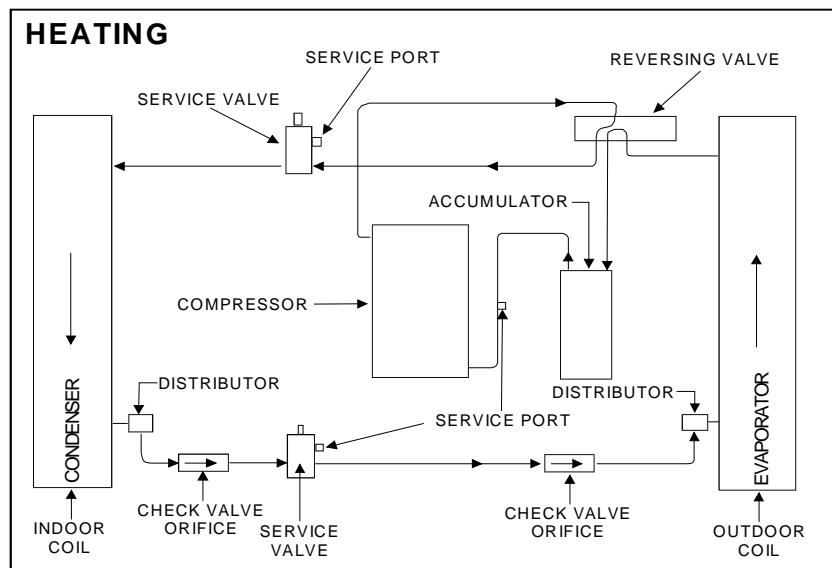 HEATING
SERVICE PORT
REVERSING VALVE
SERVICE VALVE
ACCUMULATOR
COMPRESSOR
CONDENSER
DISTRIBUTOR
DISTRIBUTOR
EVAPORATOR
SERVICE PORT
INDOOR
COIL
CHECK VALVE
ORIFICE
SERVICE
VALVE
CHECK VALVE
ORIFICE
OUTDOOR
COIL